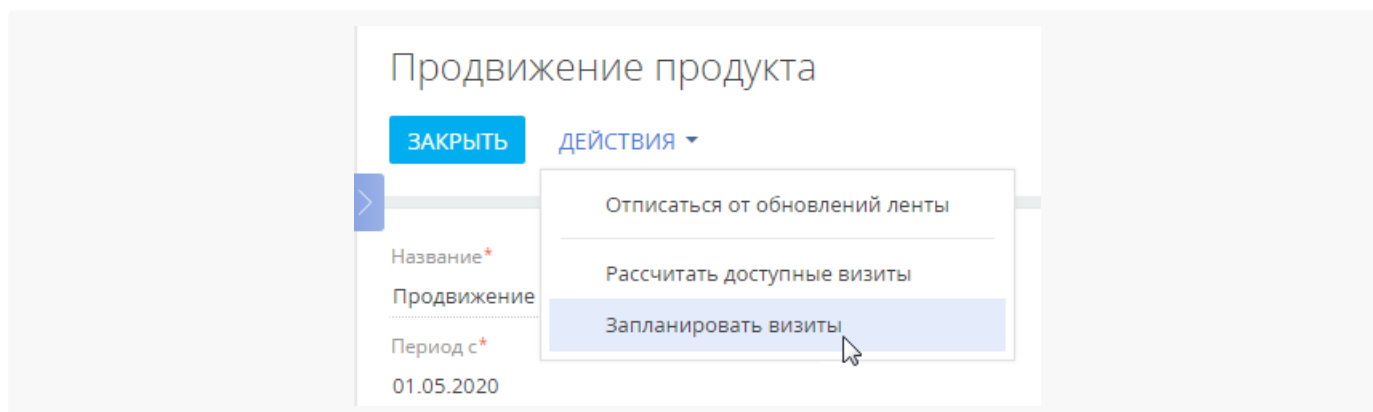 Продвижение продукта
ЗАКРЫТЬ ДЕЙСТВИЯ
Отписаться от обновлений ленты
Название*
Рассчитать доступные визиты
Продвижение
Запланировать визиты
Период с*
01.05.2020